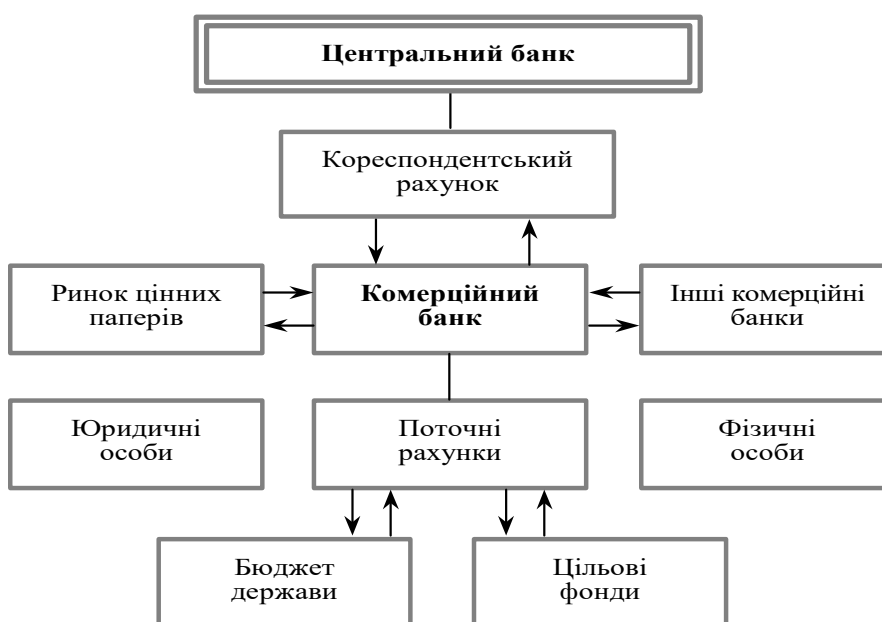 Центральний банк
Кореспондентський
рахунок
Ринок цінних
паперів
Комерційний
банк
Інші комерційні
банки
Юридичні
особи
Поточні
рахунки
Фізичні
особи
Бюджет
держави
Цільові
фонди